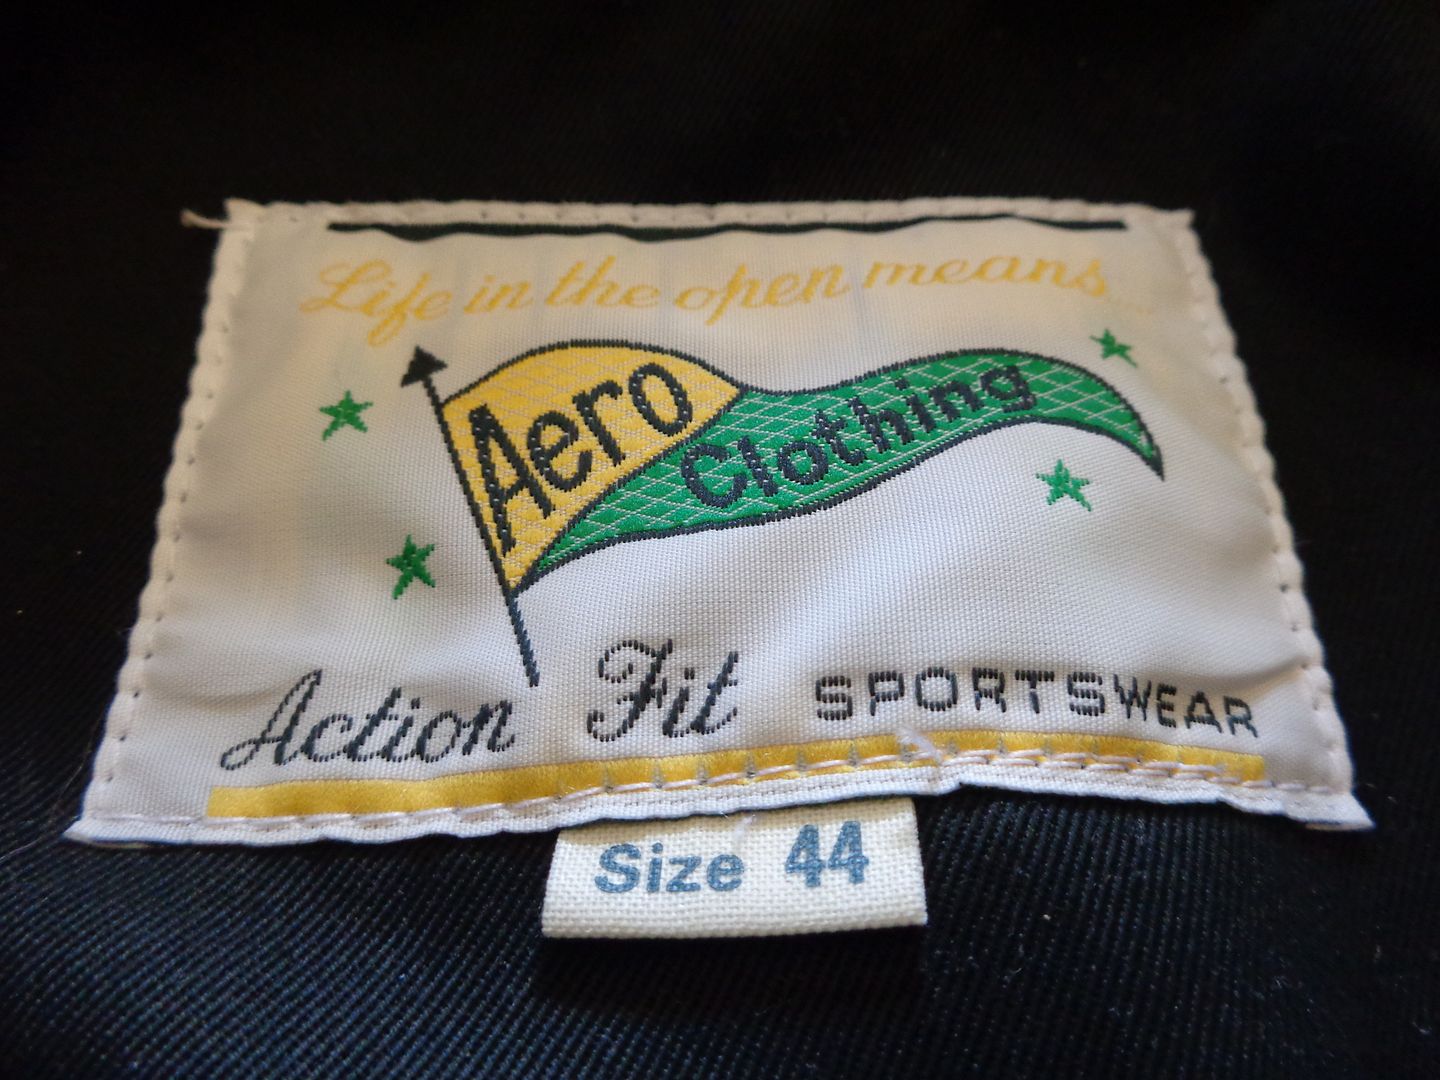 Life in the open means...
Aero
Clothing
Action Fit SPORTSWEAR
Size 44